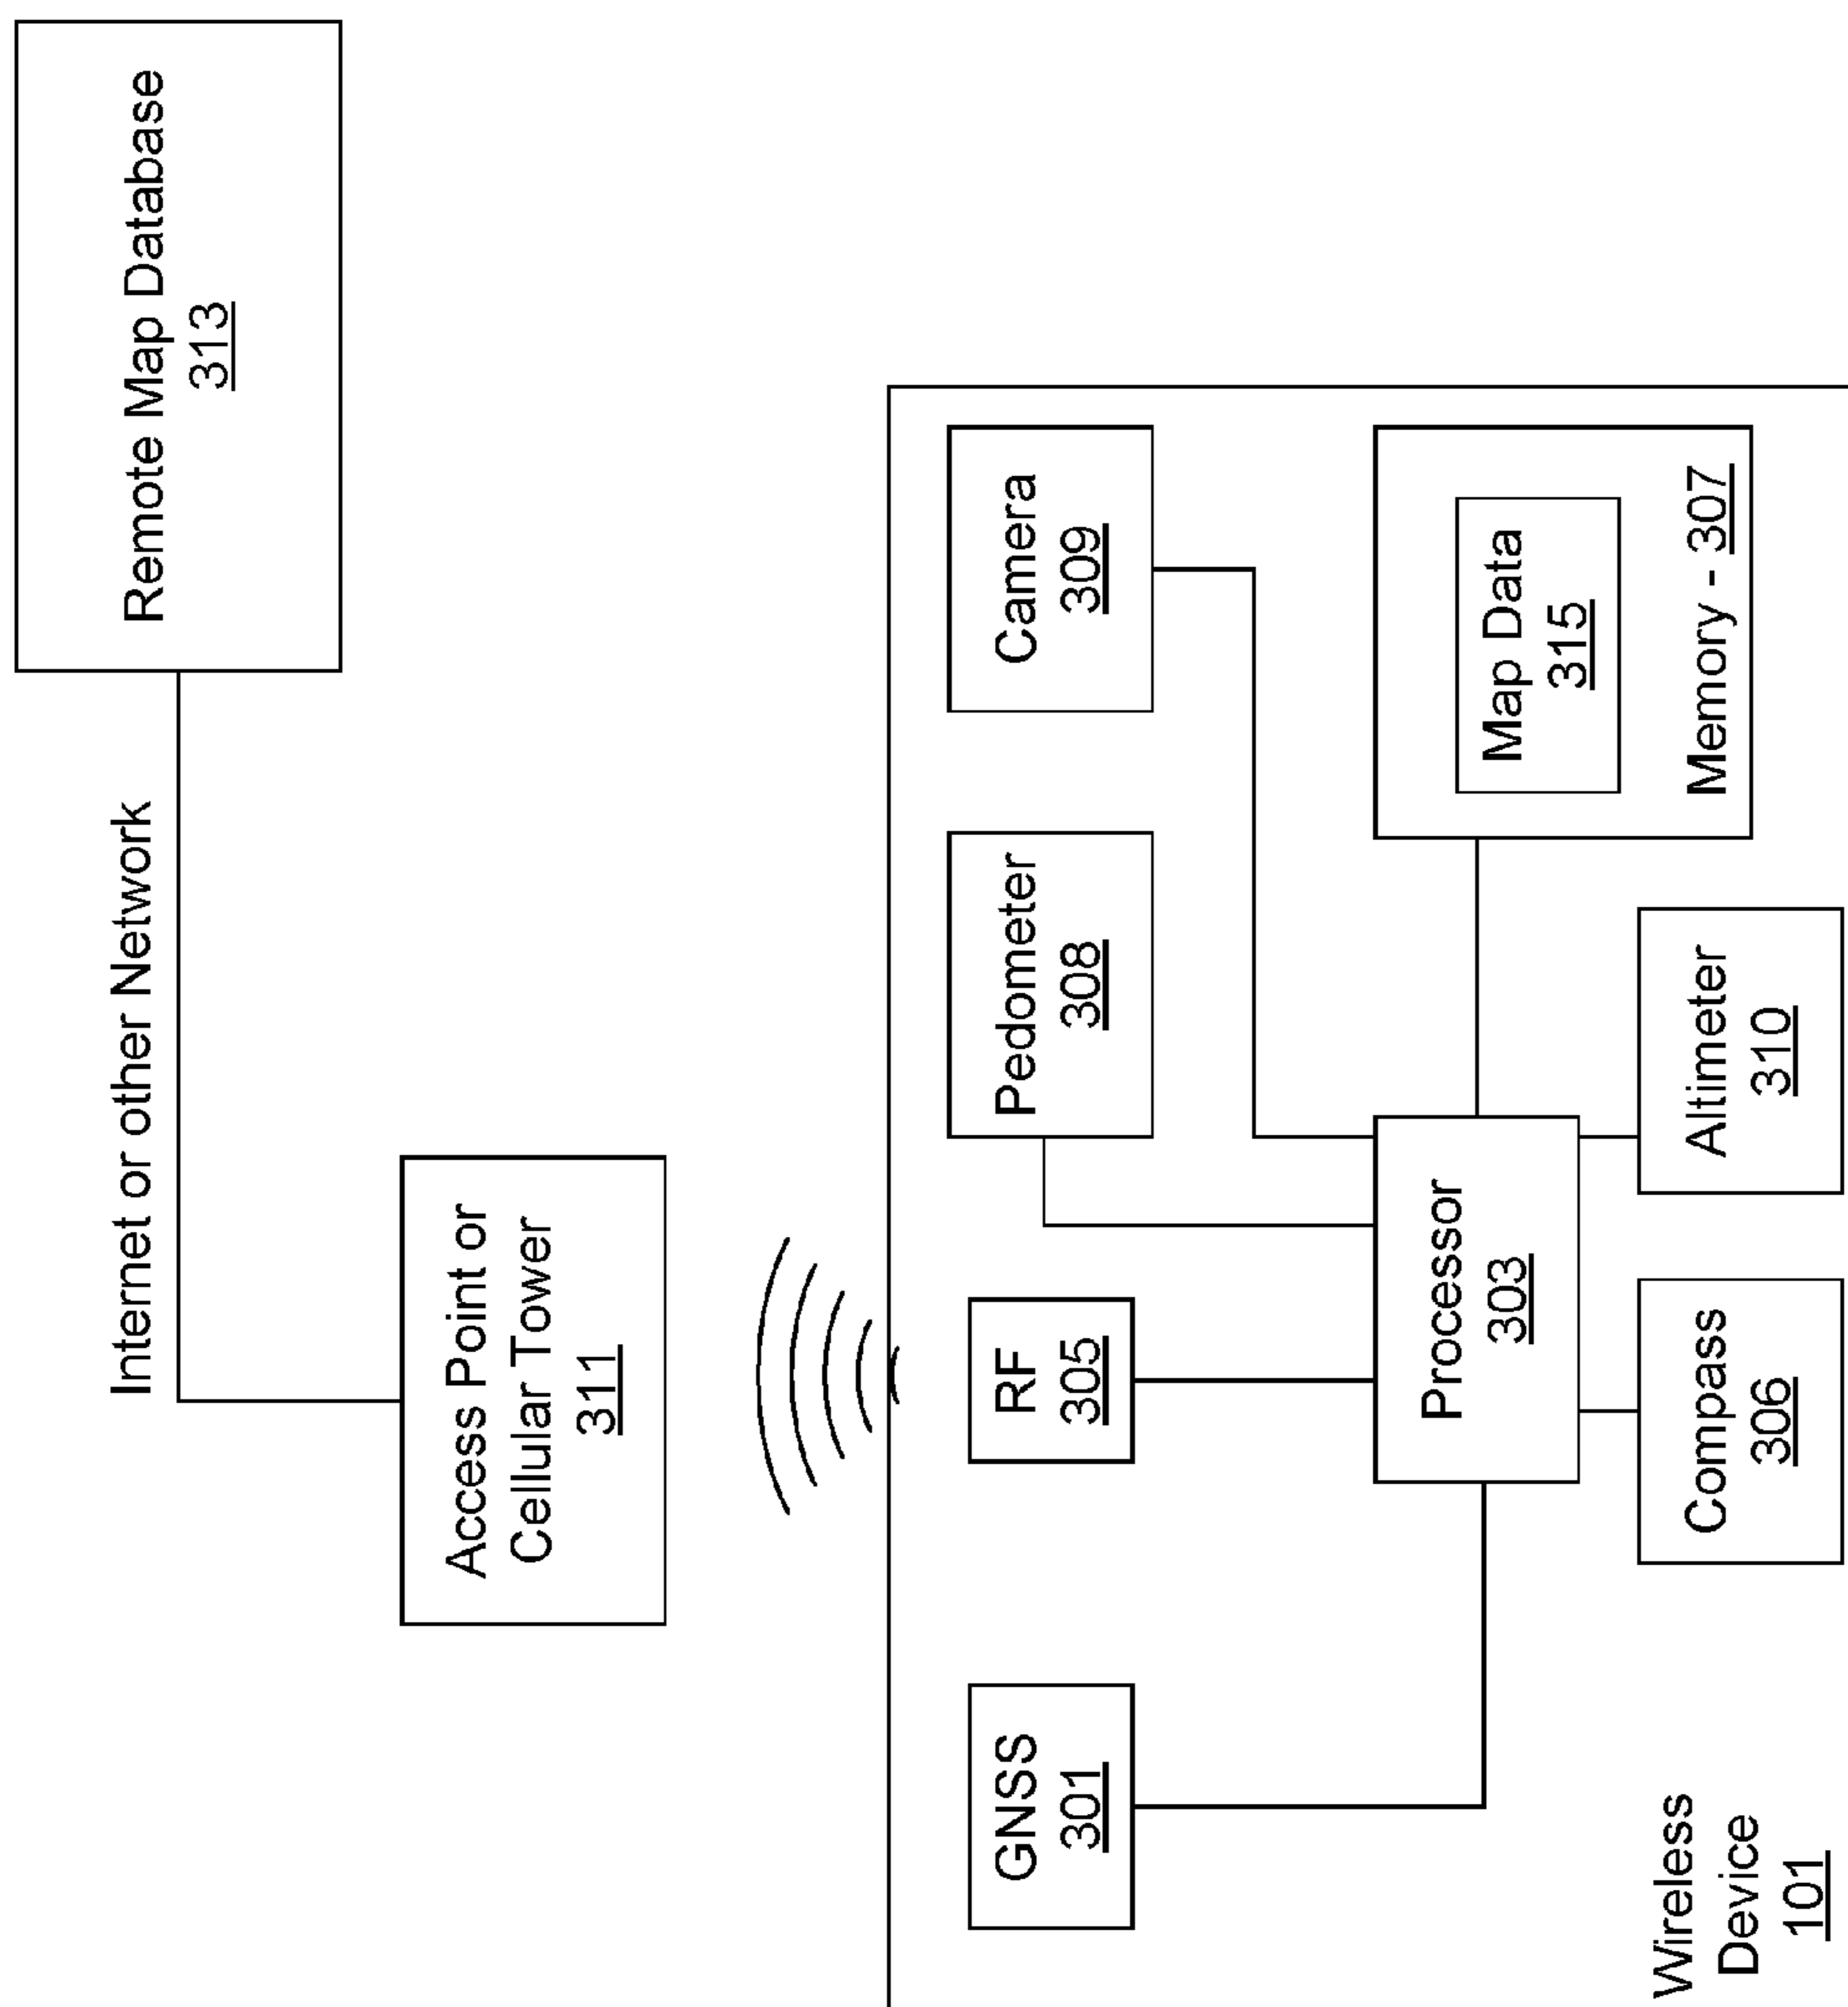 Remote Map Database
313
Internet or other Network
Access Point or
Cellular Tower
311
GNSS
301
RF
305
Pedometer
308
Camera
309
Processor
303
Map Data
315
Memory - 307
Compass
306
Altimeter
310
Wireless
Device
101